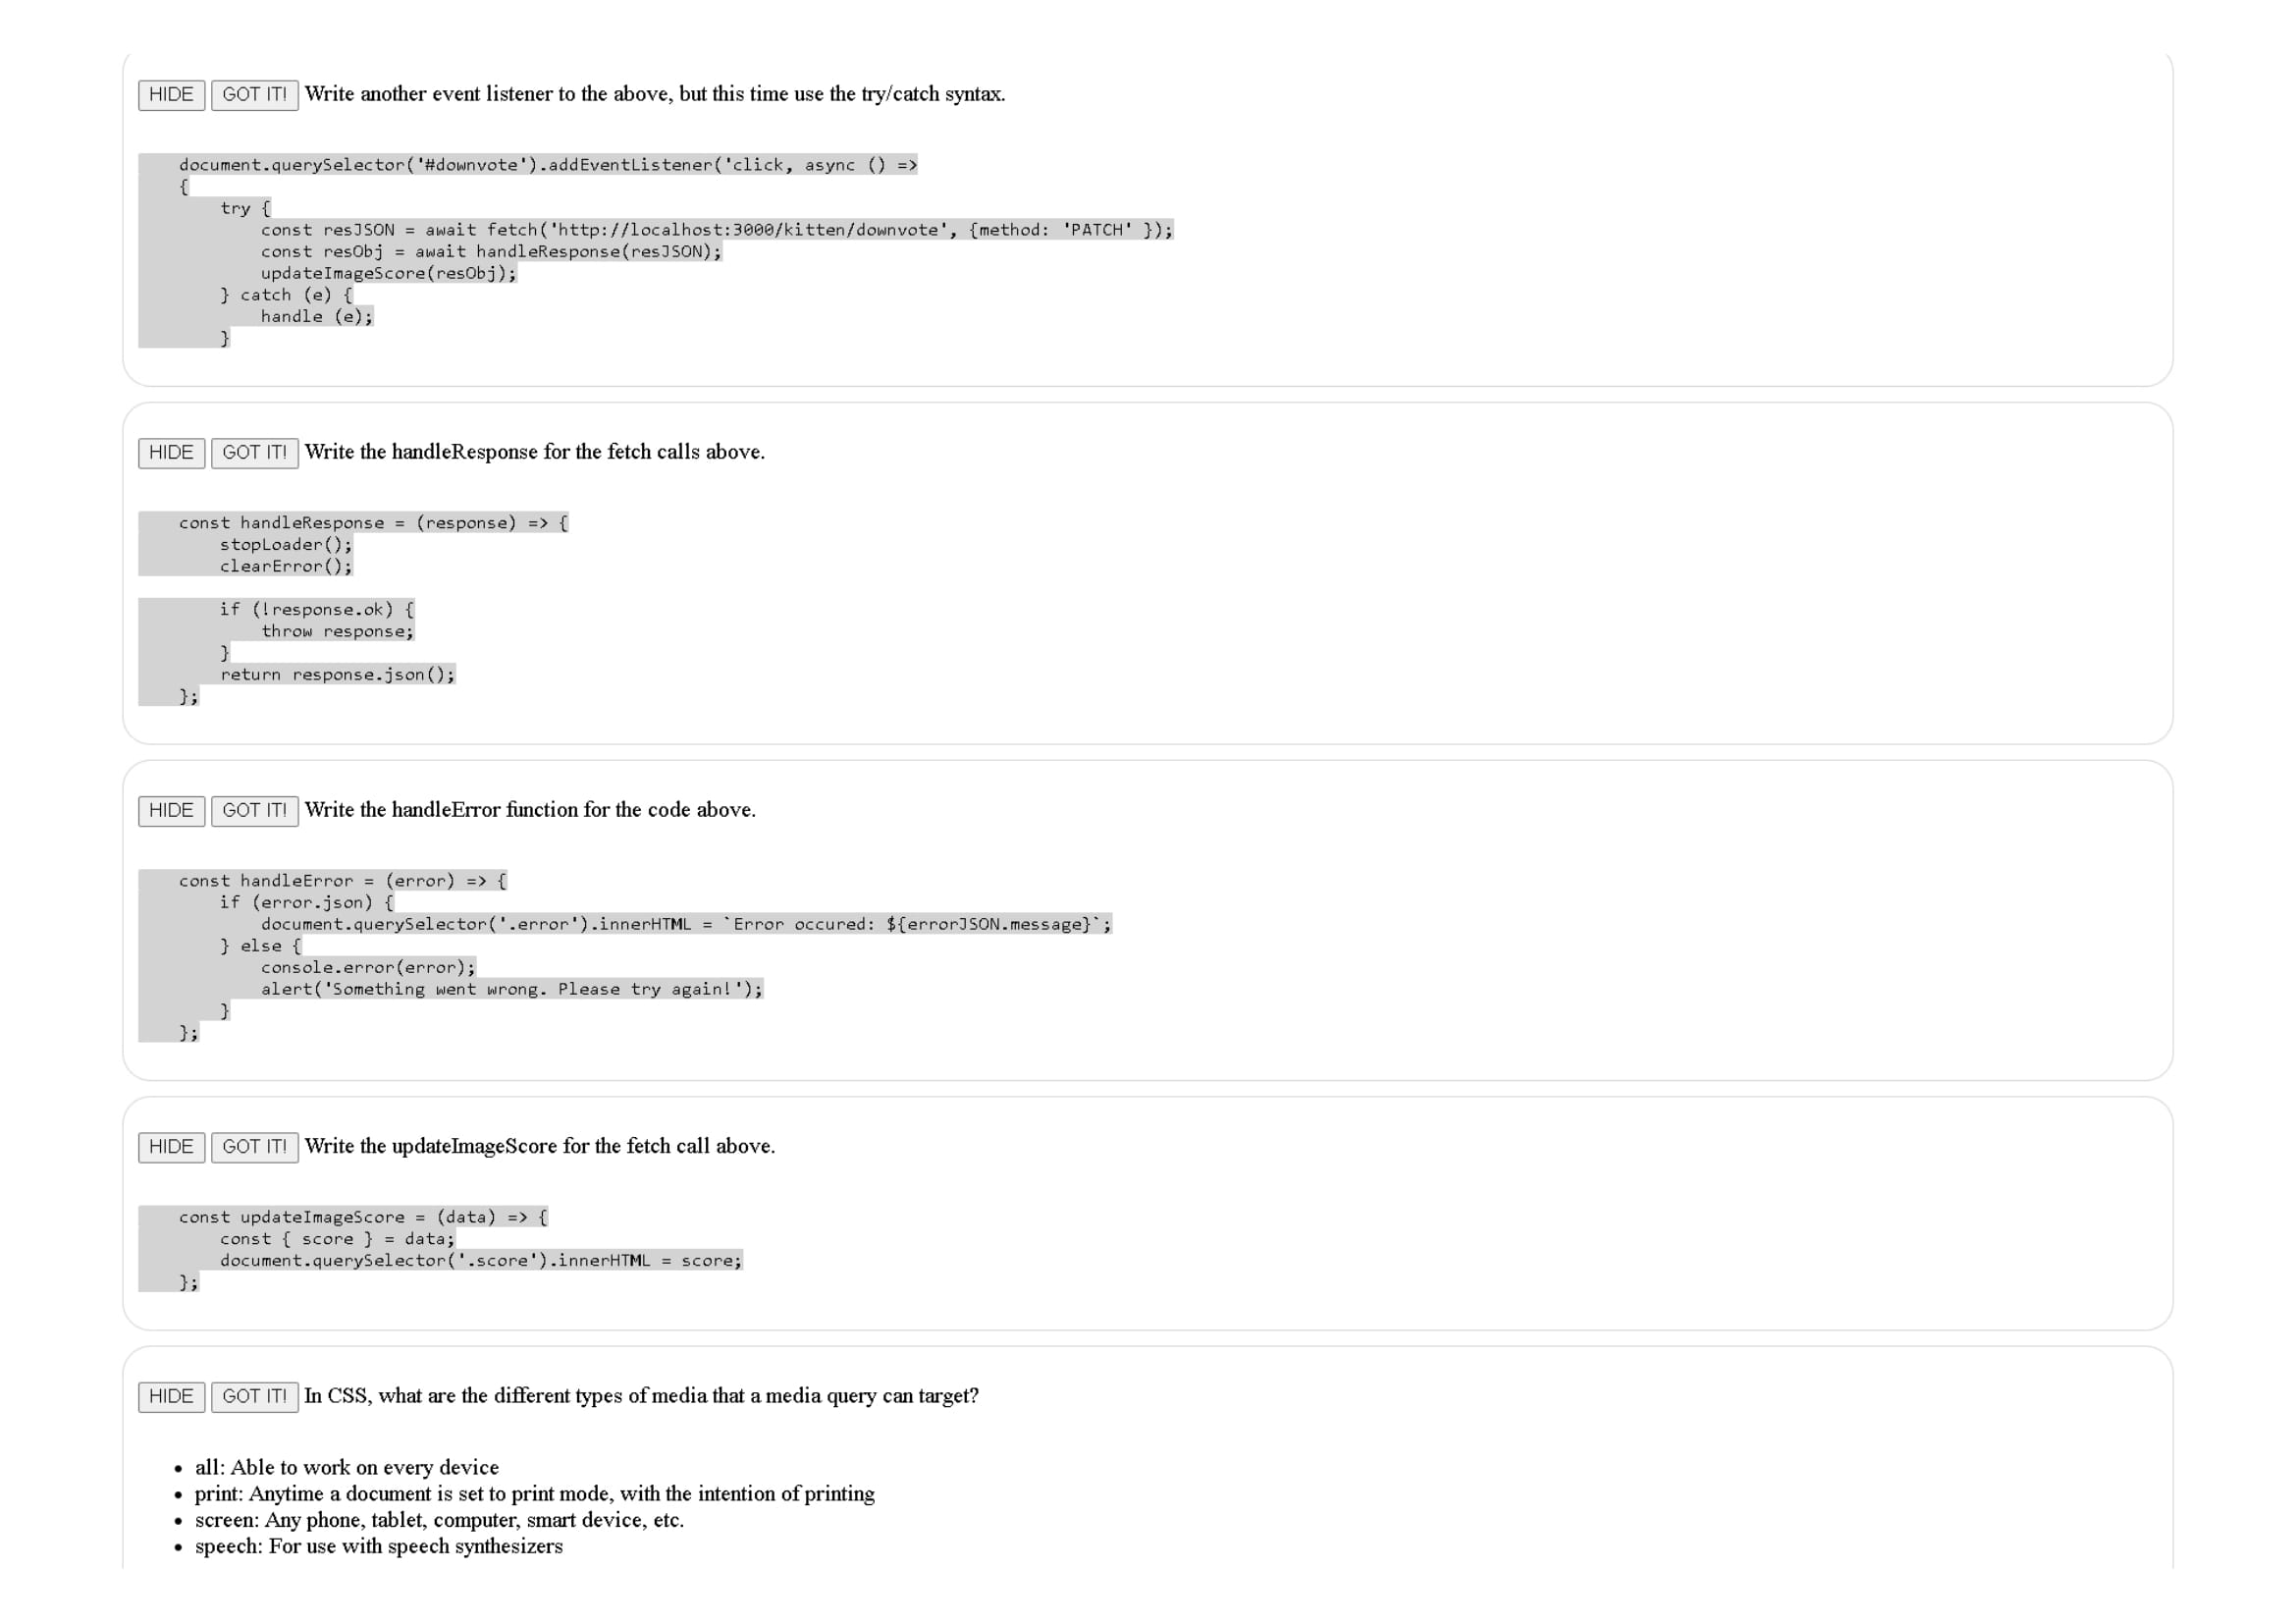 HIDE GOT IT! Write another event listener to the above, but this time use the try/catch syntax.
document.querySelector('#downvote').addEventListener('click, async () =>
{
try {
const resJSON = await fetch('http://localhost:3000/kitten/downvote', {method: 'PATCH' });
const resObj = await handleResponse(resJSON);
updateImageScore(resObj);
} catch (e) {
handle (e);
}
HIDE GOT IT! Write the handleResponse for the fetch calls above.
const handleResponse = (response) => {
stopLoader();
clearError();
if (!response.ok) {
throw response;
}
return response.json();
};
HIDE GOT IT! Write the handleError function for the code above.
const handleError = (error) => {
if (error.json) {
document.querySelector('.error').innerHTML = `Error occured: ${errorJSON.message}`;
} else {
console.error(error);
alert('Something went wrong. Please try again!');
}
};
HIDE GOT IT! Write the updateImageScore for the fetch call above.
const updateImageScore = (data) => {
const { score } = data;
document.querySelector('.score').innerHTML = score;
};
HIDE GOT IT! In CSS, what are the different types of media that a media query can target?
• all: Able to work on every device
• print: Anytime a document is set to print mode, with the intention of printing
• screen: Any phone, tablet, computer, smart device, etc.
• speech: For use with speech synthesizers